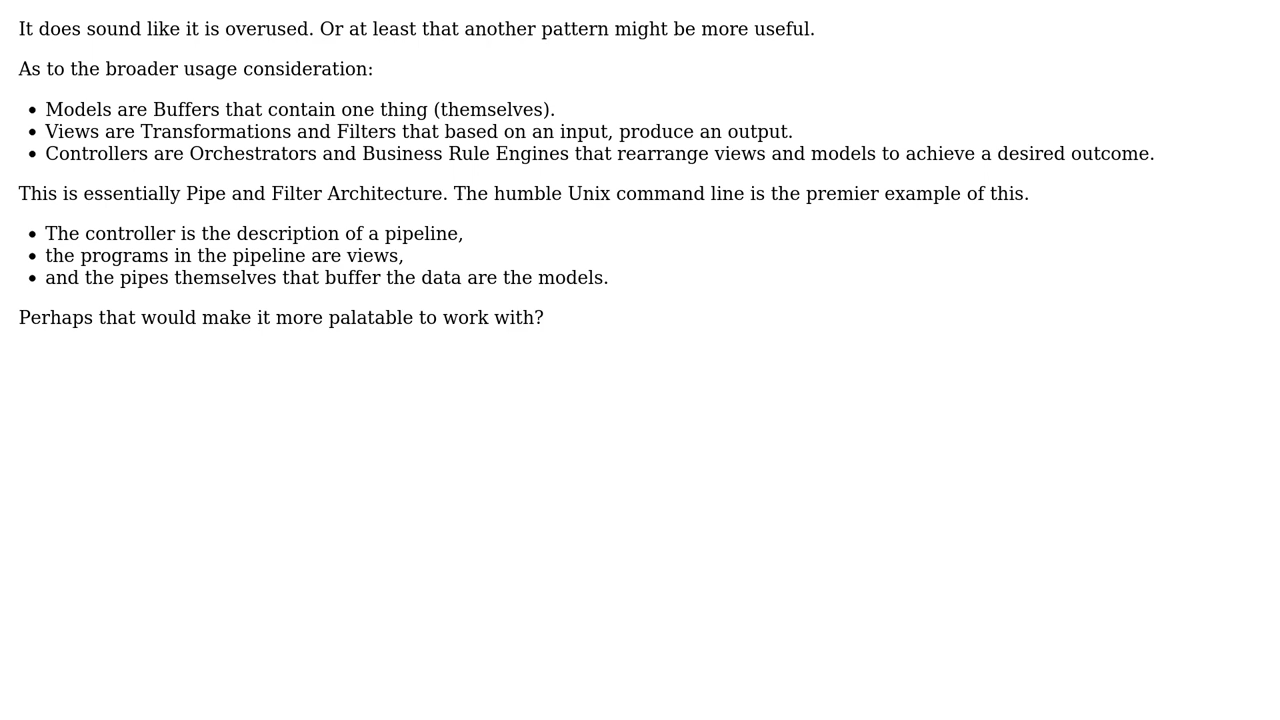 It does sound like it is overused. Or at least that another pattern might be more useful.
As to the broader usage consideration:
• Models are Buffers that contain one thing (themselves).
• Views are Transformations and Filters that based on an input, produce an output.
• Controllers are Orchestrators and Business Rule Engines that rearrange views and models to achieve a desired outcome.
This is essentially Pipe and Filter Architecture. The humble Unix command line is the premier example of this.
• The controller is the description of a pipeline,
• the programs in the pipeline are views,
• and the pipes themselves that buffer the data are the models.
Perhaps that would make it more palatable to work with?